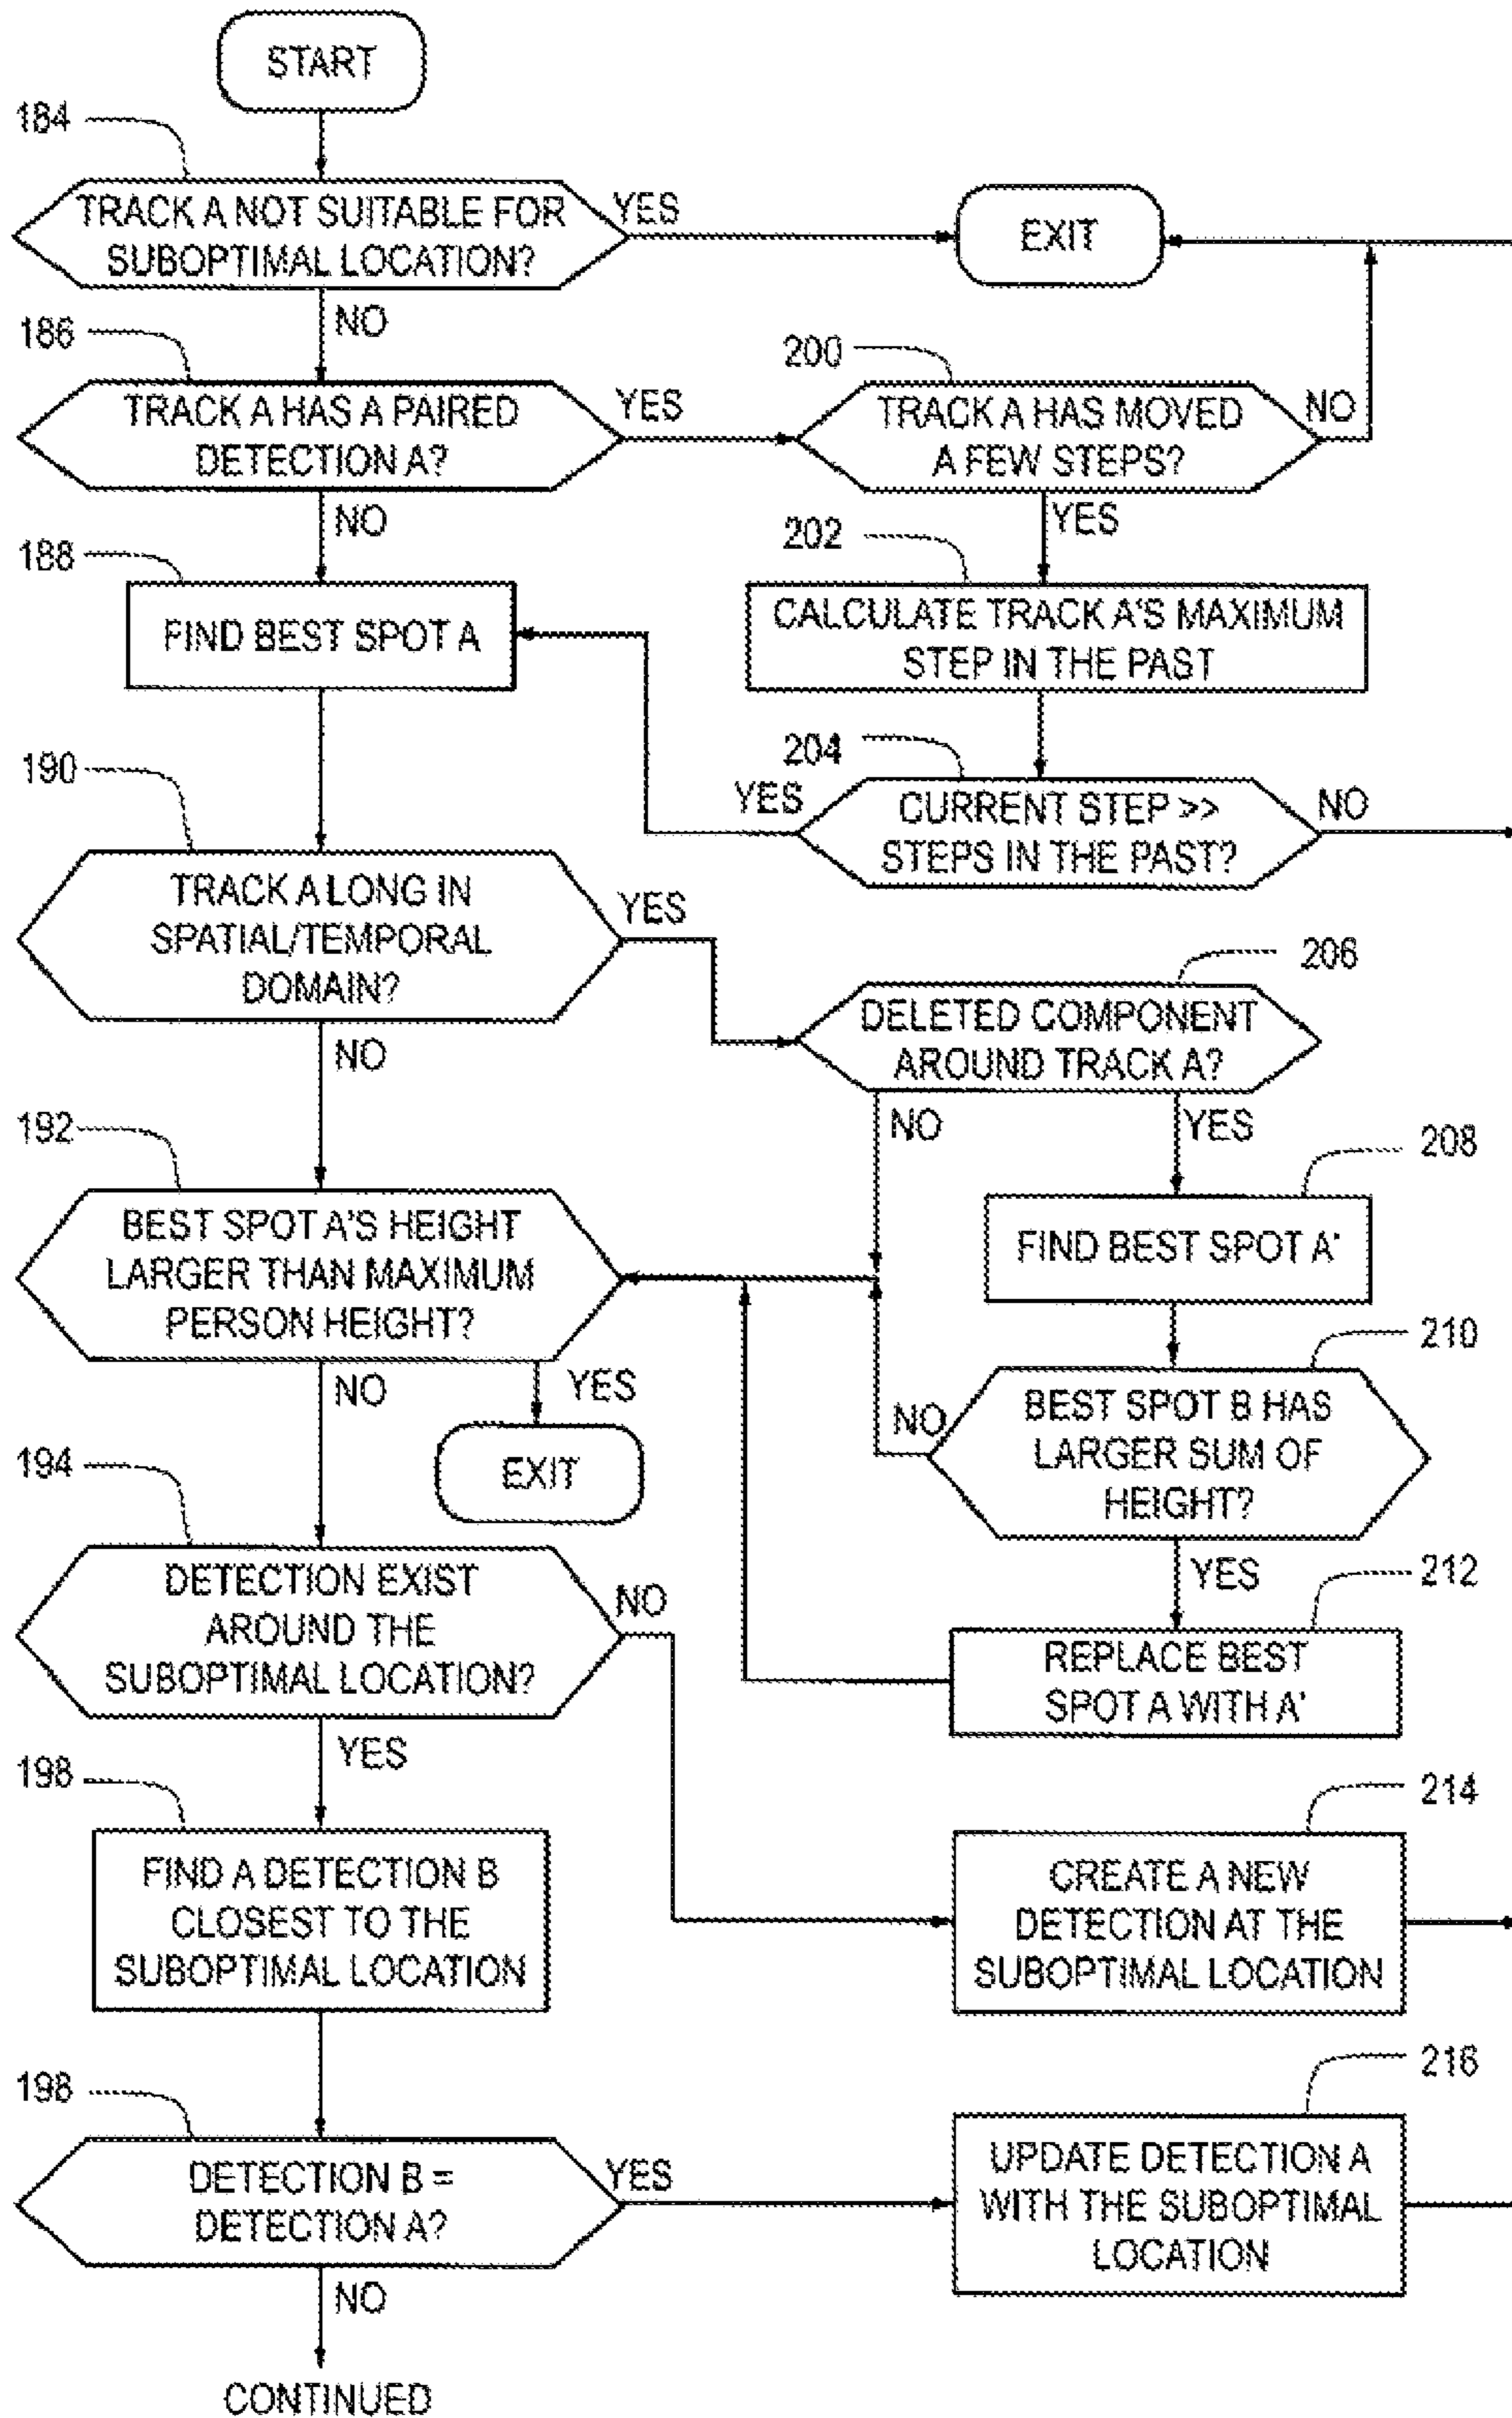 START
184
TRACK A NOT SUITABLE FOR
SUBOPTIMAL LOCATION?
YES
EXIT
NO
186
TRACK A HAS A PAIRED
DETECTION A?
YES
200
TRACK A HAS MOVED
A FEW STEPS?
NO
NO
YES
188
FIND BEST SPOT A
202
CALCULATE TRACK A'S MAXIMUM
STEP IN THE PAST
204
YES
CURRENT STEP >>
STEPS IN THE PAST?
NO
190
TRACK A LONG IN
SPATIAL/TEMPORAL
DOMAIN?
YES
NO
206
DELETED COMPONENT
AROUND TRACK A?
NO
YES
192
BEST SPOT A'S HEIGHT
LARGER THAN MAXIMUM
PERSON HEIGHT?
208
FIND BEST SPOT A'
NO
YES
EXIT
210
BEST SPOT B HAS
LARGER SUM OF
HEIGHT?
NO
YES
194
DETECTION EXIST
AROUND THE
SUBOPTIMAL LOCATION?
NO
YES
212
REPLACE BEST
SPOT A WITH A'
198
FIND A DETECTION B
CLOSEST TO THE
SUBOPTIMAL LOCATION
214
CREATE A NEW
DETECTION AT THE
SUBOPTIMAL LOCATION
198
DETECTION B =
DETECTION A?
YES
216
UPDATE DETECTION A
WITH THE SUBOPTIMAL
LOCATION
NO
CONTINUED